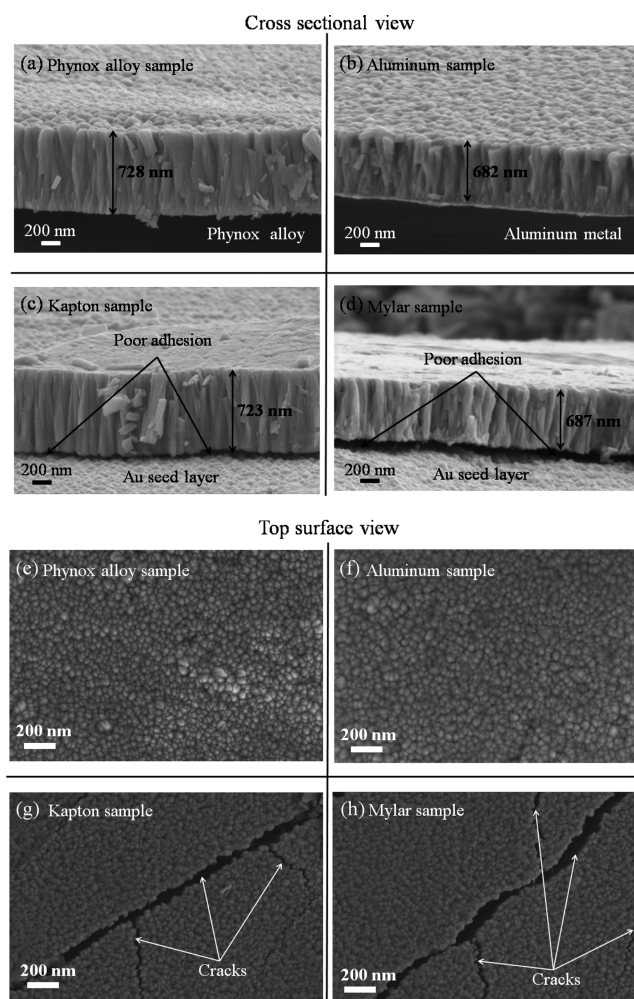 Cross sectional view
(a) Phynox alloy sample
728 nm
200 nm
Phynox alloy
(b) Aluminum sample
682 nm
200 nm
Aluminum metal
(c) Kapton sample
Poor adhesion
723 nm
200 nm
Au seed layer
(d) Mylar sample
Poor adhesion
687 nm
200 nm
Au seed layer
Top surface view
(e) Phynox alloy sample
200 nm
(f) Aluminum sample
200 nm
(g) Kapton sample
200 nm
Cracks
(h) Mylar sample
200 nm
Cracks